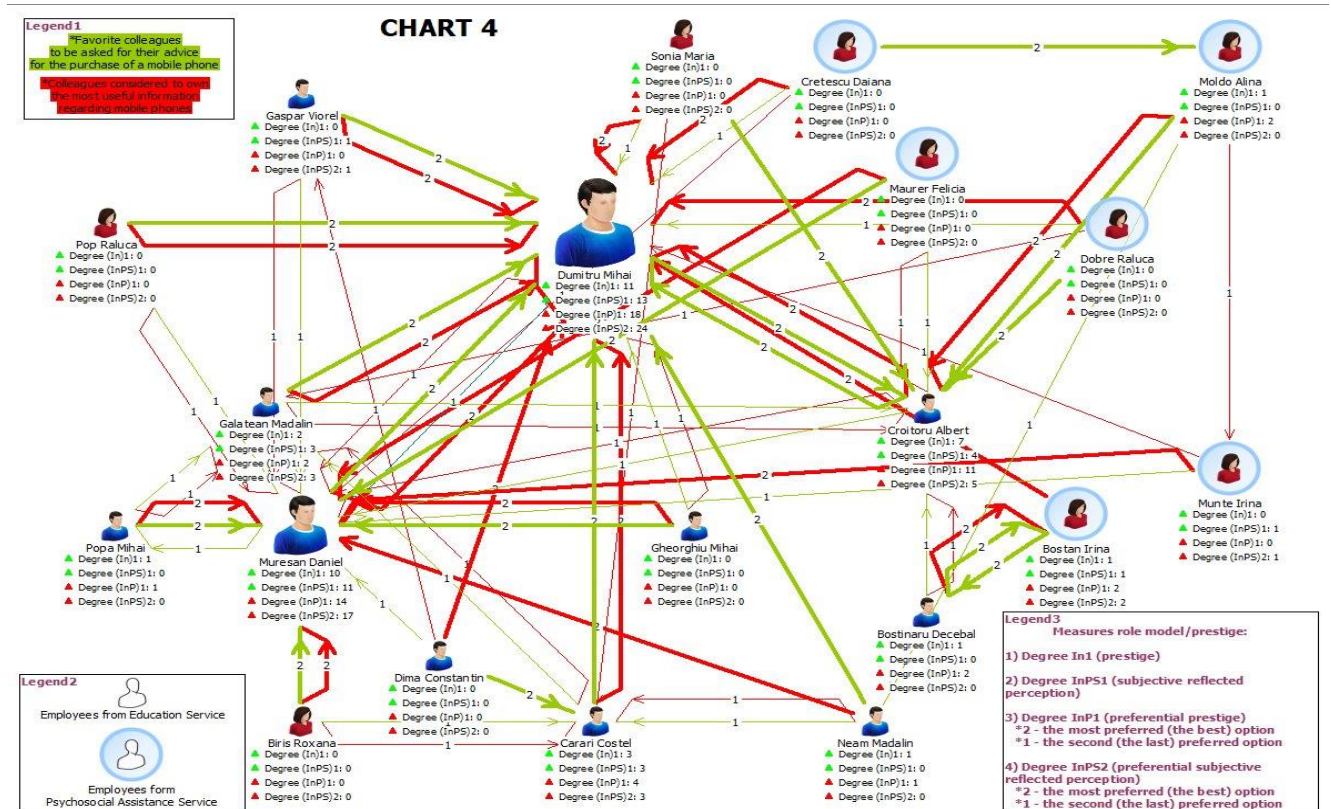 CHART 4
Legend1
*Favorite colleagues
to be asked for their advice
for the purchase of a mobile phone
*Colleagues considered to own
the most useful information
regarding mobile phones
Sonia Maria
Degree (In)1: 0
Degree (InPS)1: 0
Degree (InP)1: 0
Degree (InPS)2: 0
Cretescu Daiana
Degree (In)1: 0
Degree (InPS)1: 0
Degree (InP)1: 0
Degree (InPS)2: 0
Moldo Alina
Degree (In)1: 1
Degree (InPS)1: 0
Degree (InP)1: 2
Degree (InPS)2: 0
Gaspar Viorel
Degree (In)1: 0
Degree (InPS)1: 1
Degree (InP)1: 0
Degree (InPS)2: 1
Maurer Felicia
Degree (In)1: 0
Degree (InPS)1: 0
Degree (InP)1: 0
Degree (InPS)2: 0
Pop Raluca
Degree (In)1: 0
Degree (InPS)1: 0
Degree (InP)1: 0
Degree (InPS)2: 0
Dobre Raluca
Degree (In)1: 0
Degree (InPS)1: 0
Degree (InP)1: 0
Degree (InPS)2: 0
Dumitru Mihai
Degree (In)1: 11
Degree (InPS)1: 13
Degree (InP)1: 18
Degree (InPS)2: 24
Galatean Madalin
Degree (In)1: 2
Degree (InPS)1: 3
Degree (InP)1: 2
Degree (InPS)2: 3
Croitoru Albert
Degree (In)1: 7
Degree (InPS)1: 4
Degree (InP)1: 11
Degree (InPS)2: 5
Munte Irina
Degree (In)1: 0
Degree (InPS)1: 1
Degree (InP)1: 0
Degree (InPS)2: 1
Popa Mihai
Degree (In)1: 1
Degree (InPS)1: 0
Degree (InP)1: 1
Degree (InPS)2: 0
Muresan Daniel
Degree (In)1: 10
Degree (InPS)1: 11
Degree (InP)1: 14
Degree (InPS)2: 17
Gheorghiu Mihai
Degree (In)1: 0
Degree (InPS)1: 0
Degree (InP)1: 0
Degree (InPS)2: 0
Bostan Irina
Degree (In)1: 1
Degree (InPS)1: 1
Degree (InP)1: 2
Degree (InPS)2: 2
Bostinaru Decebal
Degree (In)1: 1
Degree (InPS)1: 0
Degree (InP)1: 2
Degree (InPS)2: 0
Dima Constantin
Degree (In)1: 0
Degree (InPS)1: 0
Degree (InP)1: 0
Degree (InPS)2: 0
Biris Roxana
Degree (In)1: 0
Degree (InPS)1: 0
Degree (InP)1: 0
Degree (InPS)2: 0
Carari Costel
Degree (In)1: 3
Degree (InPS)1: 3
Degree (InP)1: 4
Degree (InPS)2: 3
Neam Madalin
Degree (In)1: 1
Degree (InPS)1: 0
Degree (InP)1: 1
Degree (InPS)2: 0
Legend2
Employees from Education Service
Employees form
Psychosocial Assistance Service
Legend3
Measures role model/prestige:
1) Degree In1 (prestige)
2) Degree InPS1 (subjective reflected
perception)
3) Degree InP1 (preferential prestige)
*2 - the most preferred (the best) option
*1 - the second (the last) preferred option
4) Degree InPS2 (preferential subjective
reflected perception)
*2 - the most preferred (the best) option
*1 - the second (the last) preferred option